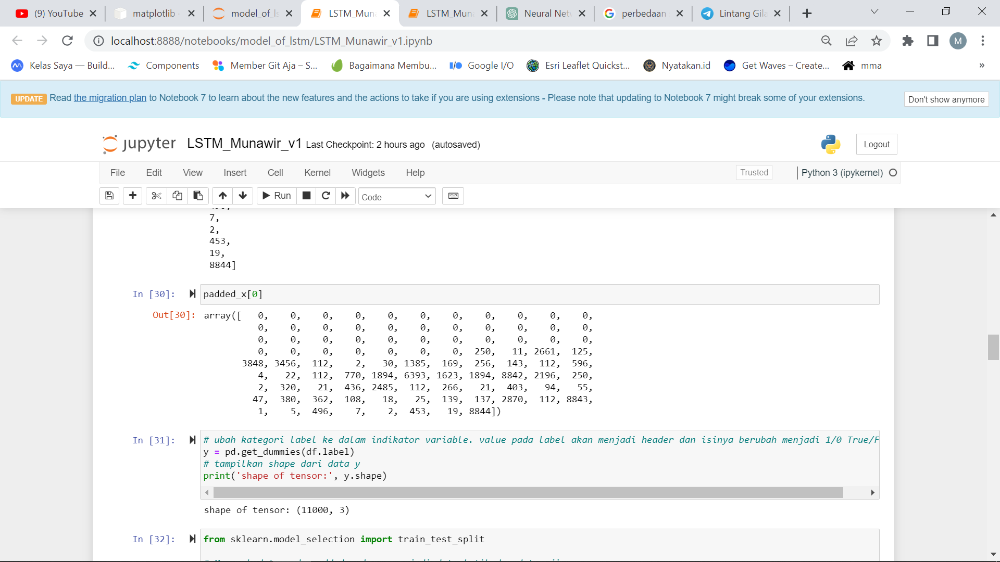 (9) YouTube
matplotlib
model_of_ls
LSTM_Mun
LSTM_Mun
Neural Net
perbedaan
Lintang Gila
localhost:8888/notebooks/model_of_lstm/LSTM_Munawir_v1.ipynb
M
Kelas Saya — Build...
Components
Member Git Aja – S...
Bagaimana Membu...
I/O Google I/O
Esri Leaflet Quickst...
Nyatakan.id
Get Waves – Create...
mma
»
UPDATE Read the migration plan to Notebook 7 to learn about the new features and the actions to take if you are using extensions - Please note that updating to Notebook 7 might break some of your extensions.
Don't show anymore
jupyter LSTM_Munawir_v1 Last Checkpoint: 2 hours ago (autosaved)
Logout
File Edit View Insert Cell Kernel Widgets Help
Trusted
Python 3 (ipykernel)
Run
Code
7,
2,
453,
19,
8844]
In [30]: padded_x[0]
Out[30]: array([ 0, 0, 0, 0, 0, 0, 0, 0, 0, 0, 0,
0, 0, 0, 0, 0, 0, 0, 0, 0, 0, 0,
0, 0, 0, 0, 0, 0, 0, 0, 0, 0, 0,
0, 0, 0, 0, 0, 0, 0, 250, 11, 2661, 125,
3848, 3456, 112, 2, 30, 1385, 169, 256, 143, 112, 596,
4, 22, 112, 770, 1894, 6393, 1623, 1894, 8842, 2196, 250,
2, 320, 21, 436, 2485, 112, 266, 21, 403, 94, 55,
47, 380, 362, 108, 18, 25, 139, 137, 2870, 112, 8843,
1, 5, 496, 7, 2, 453, 19, 8844])
In [31]: # ubah kategori label ke dalam indikator variable. value pada label akan menjadi header dan isinya berubah menjadi 1/0 True/F
y = pd.get_dummies(df.label)
# tampilkan shape dari data y
print('shape of tensor:', y.shape)
shape of tensor: (11000, 3)
In [32]: from sklearn.model_selection import train_test_split